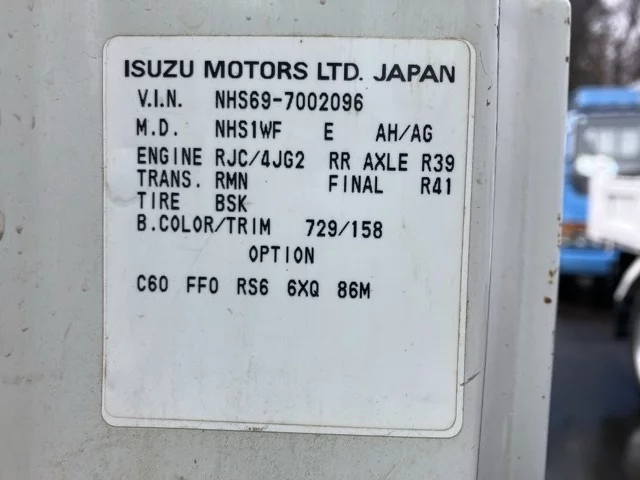 ISUZU MOTORS LTD. JAPAN
V.I.N. NHS69-7002096
M.D. NHS1WF E AH/AG
ENGINE RJC/4JG2 RR AXLE R39
TRANS. RMN FINAL R41
TIRE BSK
B.COLOR/TRIM 729/158
OPTION
C60 FF0 RS6 6XQ 86M